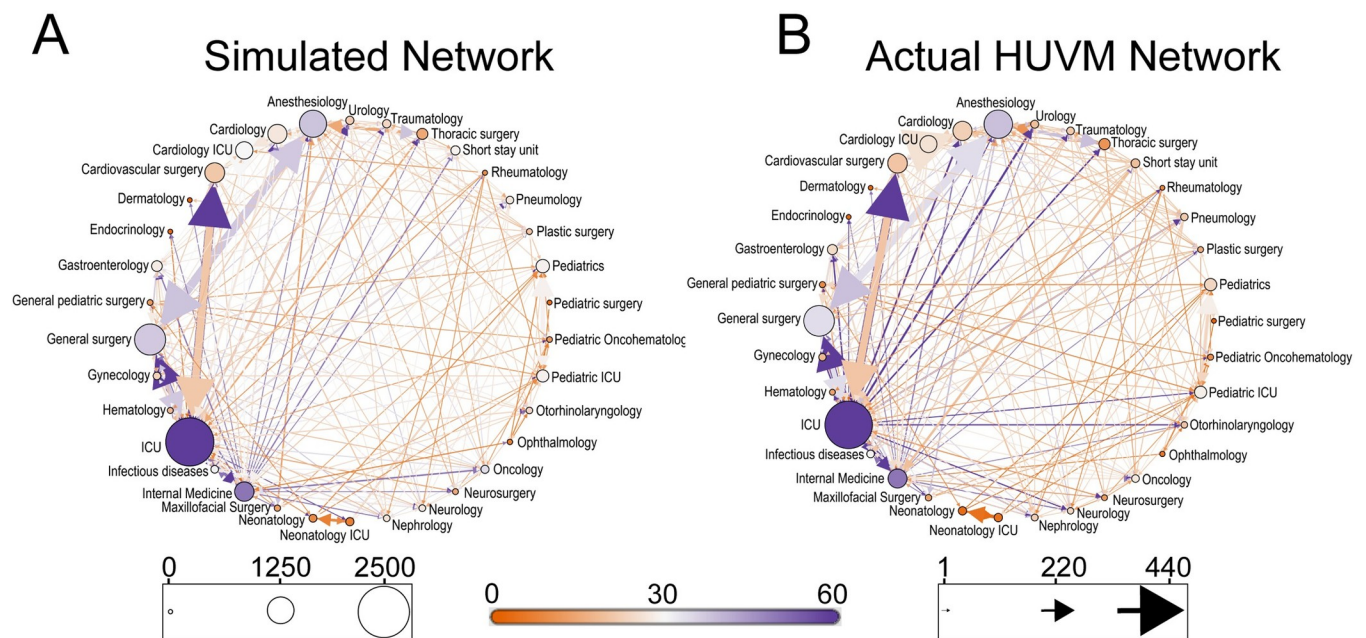 A
Simulated Network
Anesthesiology
Urology
Traumatology
Cardiology
Thoracic surgery
Cardiology ICU
Short stay unit
Cardiovascular surgery
Rheumatology
Dermatology
Pneumology
Endocrinology
Plastic surgery
Gastroenterology
Pediatrics
General pediatric surgery
Pediatric surgery
General surgery
Pediatric Oncohematolog
Gynecology
Pediatric ICU
Hematology
Otorhinolaryngology
ICU
Ophthalmology
Infectious diseases
Oncology
Internal Medicine
Neurosurgery
Maxillofacial Surgery
Neurology
Neonatology
Nephrology
Neonatology ICU
B
Actual HUVM Network
Anesthesiology
Urology
Cardiology
Traumatology
Cardiology ICU
Thoracic surgery
Cardiovascular surgery
Short stay unit
Dermatology
Rheumatology
Endocrinology
Pneumology
Gastroenterology
Plastic surgery
General pediatric surgery
Pediatrics
General surgery
Pediatric surgery
Gynecology
Pediatric Oncohematology
Hematology
Pediatric ICU
ICU
Otorhinolaryngology
Infectious diseases
Ophthalmology
Internal Medicine
Oncology
Maxillofacial Surgery
Neurosurgery
Neonatology
Neurology
Neonatology ICU
Nephrology
0 1250 2500
0 30 60
1 220 440